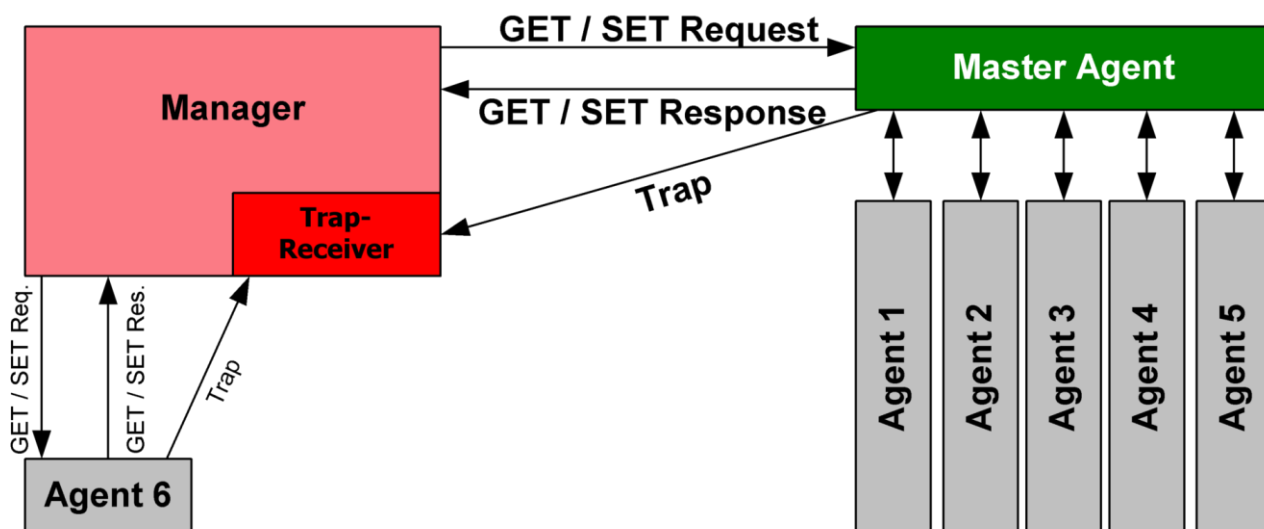 GET / SET Request
Manager
Master Agent
GET / SET Response
Trap
Trap-
Receiver
GET / SET Req.
GET / SET Res.
Trap
Agent 1
Agent 2
Agent 3
Agent 4
Agent 5
Agent 6